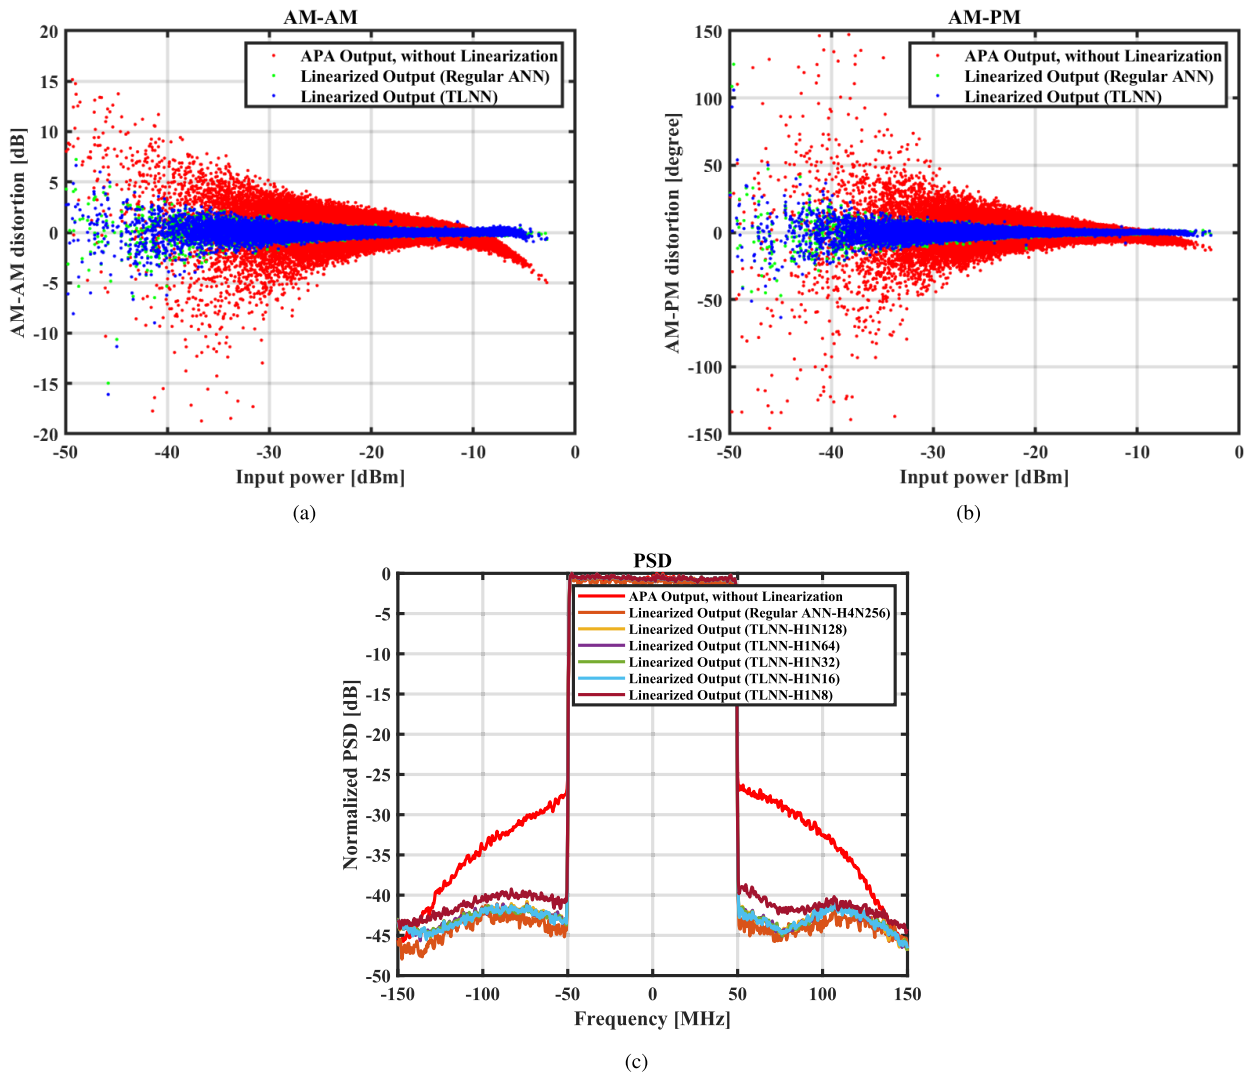 AM-AM
20
15
10
5
0
-5
-10
-15
-20
AM-AM distortion [dB]
APA Output, without Linearization
Linearized Output (Regular ANN)
Linearized Output (TLNN)
-50 -40 -30 -20 -10 0
Input power [dBm]
(a)
AM-PM
150
100
50
0
-50
-100
-150
AM-PM distortion [degree]
APA Output, without Linearization
Linearized Output (Regular ANN)
Linearized Output (TLNN)
-50 -40 -30 -20 -10 0
Input power [dBm]
(b)
PSD
0
-5
-10
-15
-20
-25
-30
-35
-40
-45
-50
Normalized PSD [dB]
APA Output, without Linearization
Linearized Output (Regular ANN-H4N256)
Linearized Output (TLNN-H1N128)
Linearized Output (TLNN-H1N64)
Linearized Output (TLNN-H1N32)
Linearized Output (TLNN-H1N16)
Linearized Output (TLNN-H1N8)
-150 -100 -50 0 50 100 150
Frequency [MHz]
(c)